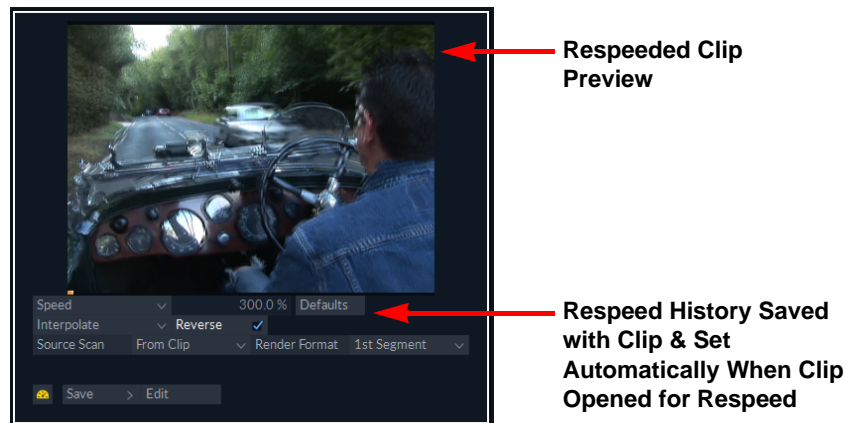 Respeeded Clip
Preview
Speed 300.0 % Defaults
Interpolate Reverse
Source Scan From Clip Render Format 1st Segment
Save > Edit
Respeed History Saved
with Clip & Set
Automatically When Clip
Opened for Respeed